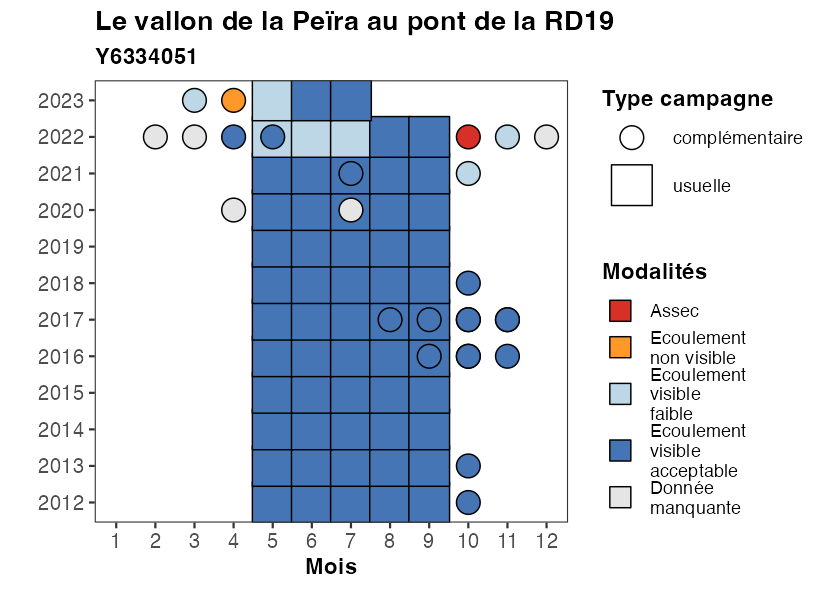 Le vallon de la Peïra au pont de la RD19
Y6334051
2023
2022
2021
2020
2019
2018
2017
2016
2015
2014
2013
2012
1 2 3 4 5 6 7 8 9 10 11 12
Mois
Type campagne
complémentaire
usuelle
Modalités
Assec
Ecoulement
non visible
Ecoulement
visible
faible
Ecoulement
visible
acceptable
Donnée
manquante